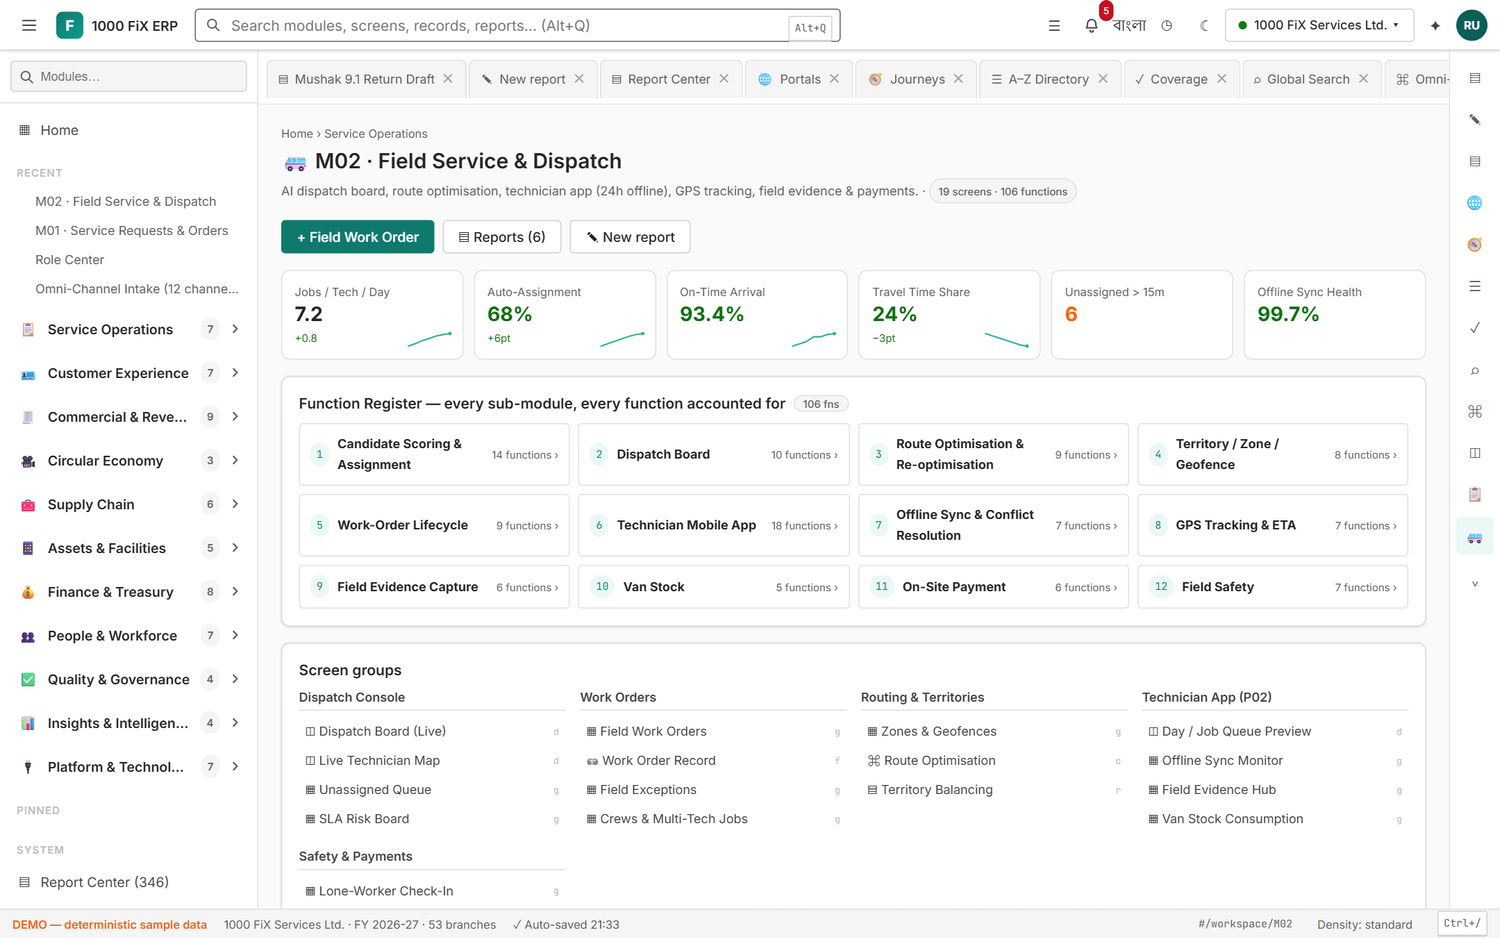 F 1000 FiX ERP
Search modules, screens, records, reports... (Alt+Q)
Alt+Q
5
বাংলা
1000 FiX Services Ltd.
RU
Modules...
Mushak 9.1 Return Draft
New report
Report Center
Portals
Journeys
A–Z Directory
Coverage
Global Search
Omni-
Home
RECENT
M02 · Field Service & Dispatch
M01 · Service Requests & Orders
Role Center
Omni-Channel Intake (12 channe...
Service Operations 7
Customer Experience 7
Commercial & Reve... 9
Circular Economy 3
Supply Chain 6
Assets & Facilities 5
Finance & Treasury 8
People & Workforce 7
Quality & Governance 4
Insights & Intelligen... 4
Platform & Technol... 7
PINNED
SYSTEM
Report Center (346)
Home › Service Operations
M02 · Field Service & Dispatch
AI dispatch board, route optimisation, technician app (24h offline), GPS tracking, field evidence & payments. · 19 screens · 106 functions
+ Field Work Order
Reports (6)
New report
Jobs / Tech / Day
7.2
+0.8
Auto-Assignment
68%
+6pt
On-Time Arrival
93.4%
Travel Time Share
24%
−3pt
Unassigned > 15m
6
Offline Sync Health
99.7%
Function Register — every sub-module, every function accounted for 106 fns
1 Candidate Scoring & Assignment 14 functions ›
2 Dispatch Board 10 functions ›
3 Route Optimisation & Re-optimisation 9 functions ›
4 Territory / Zone / Geofence 8 functions ›
5 Work-Order Lifecycle 9 functions ›
6 Technician Mobile App 18 functions ›
7 Offline Sync & Conflict Resolution 7 functions ›
8 GPS Tracking & ETA 7 functions ›
9 Field Evidence Capture 6 functions ›
10 Van Stock 5 functions ›
11 On-Site Payment 6 functions ›
12 Field Safety 7 functions ›
Screen groups
Dispatch Console
Dispatch Board (Live) d
Live Technician Map d
Unassigned Queue g
SLA Risk Board g
Work Orders
Field Work Orders g
Work Order Record f
Field Exceptions g
Crews & Multi-Tech Jobs g
Routing & Territories
Zones & Geofences g
Route Optimisation c
Territory Balancing r
Technician App (P02)
Day / Job Queue Preview d
Offline Sync Monitor g
Field Evidence Hub g
Van Stock Consumption g
Safety & Payments
Lone-Worker Check-In g
DEMO — deterministic sample data
1000 FiX Services Ltd. · FY 2026-27 · 53 branches
✓ Auto-saved 21:33
#/workspace/M02
Density: standard
Ctrl+/